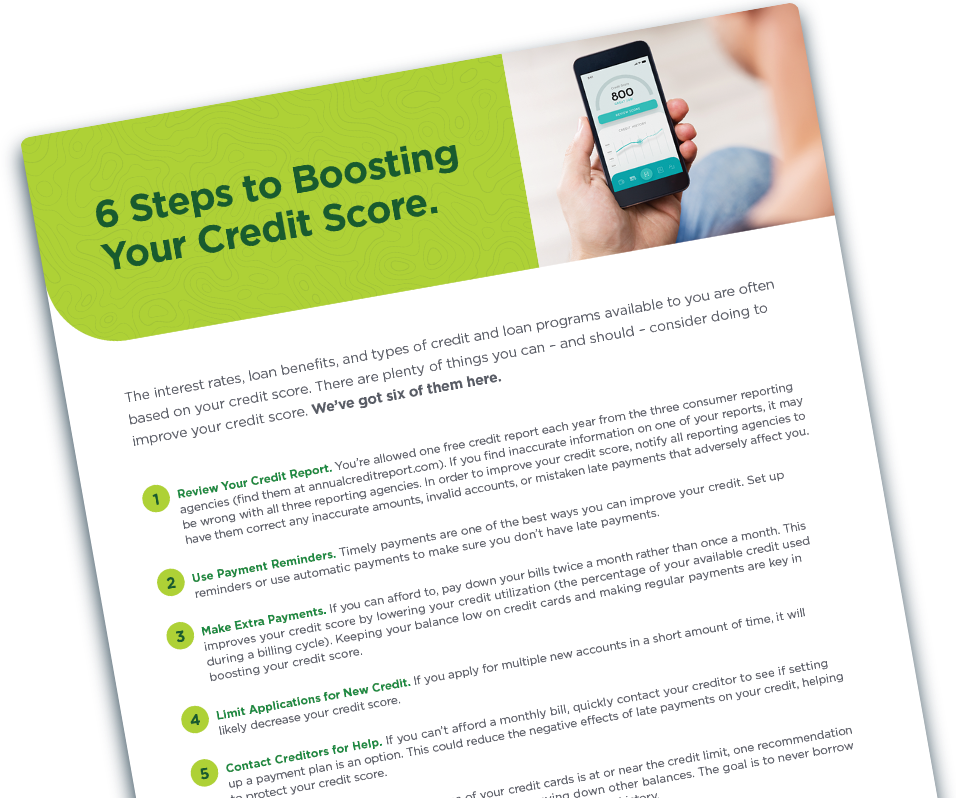 6 Steps to Boosting
Your Credit Score.
800
The interest rates, loan benefits, and types of credit and loan programs available to you are often
based on your credit score. There are plenty of things you can – and should – consider doing to
improve your credit score. We've got six of them here.
1
Review Your Credit Report. You're allowed one free credit report each year from the three consumer reporting
agencies (find them at annualcreditreport.com). If you find inaccurate information on one of your reports, it may
be wrong with all three reporting agencies. In order to improve your credit score, notify all reporting agencies to
have them correct any inaccurate amounts, invalid accounts, or mistaken late payments that adversely affect you.
2
Use Payment Reminders. Timely payments are one of the best ways you can improve your credit. Set up
reminders or use automatic payments to make sure you don't have late payments.
3
Make Extra Payments. If you can afford to, pay down your bills twice a month rather than once a month. This
improves your credit score by lowering your credit utilization (the percentage of your available credit used
during a billing cycle). Keeping your balance low on credit cards and making regular payments are key in
boosting your credit score.
4
Limit Applications for New Credit. If you apply for multiple new accounts in a short amount of time, it will
likely decrease your credit score.
5
Contact Creditors for Help. If you can't afford a monthly bill, quickly contact your creditor to see if setting
up a payment plan is an option. This could reduce the negative effects of late payments on your credit, helping
to protect your credit score.
of your credit cards is at or near the credit limit, one recommendation
down other balances. The goal is to never borrow